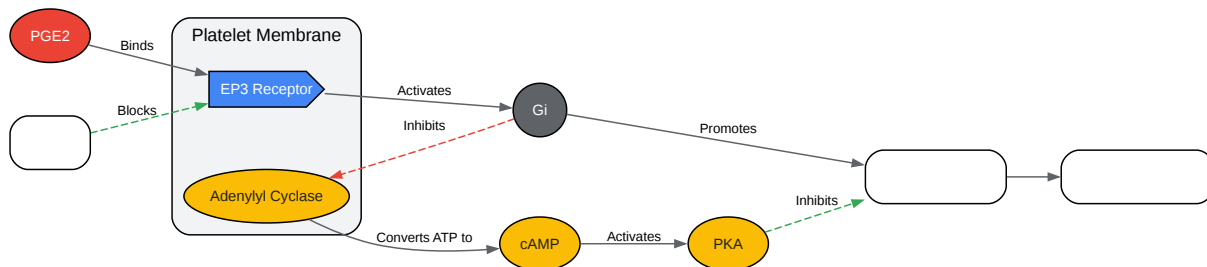 PGE2
Platelet Membrane
Binds
EP3 Receptor
Activates
Gi
Blocks
Inhibits
Promotes
Adenylyl Cyclase
Inhibits
Converts ATP to
cAMP
Activates
PKA